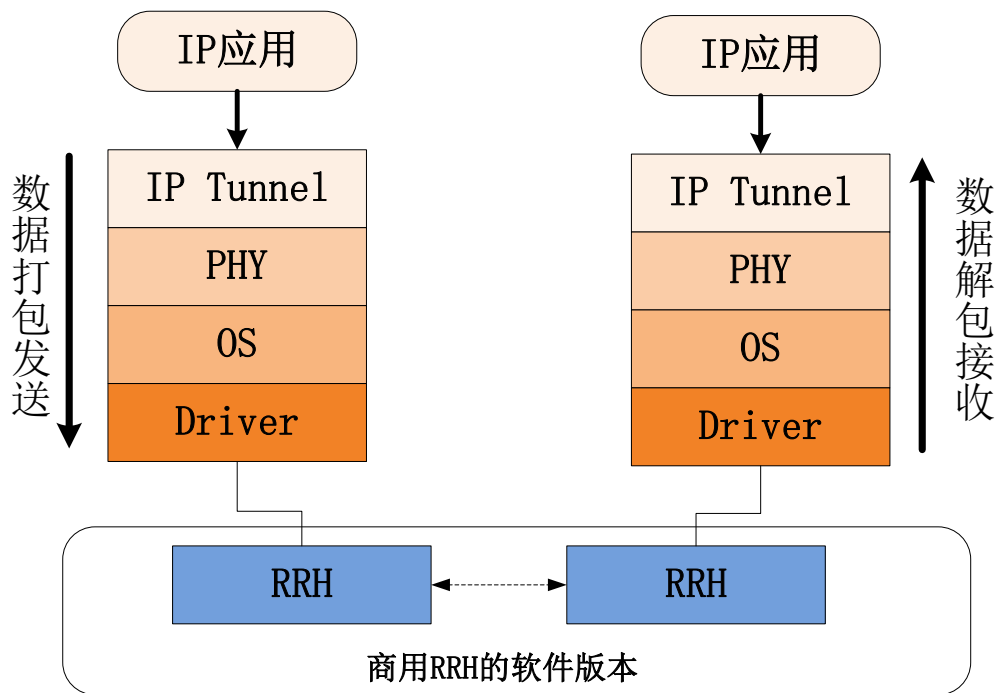 IP应用
IP应用
数据打包发送
IP Tunnel
PHY
OS
Driver
IP Tunnel
PHY
OS
Driver
数据解包接收
RRH
RRH
商用RRH的软件版本